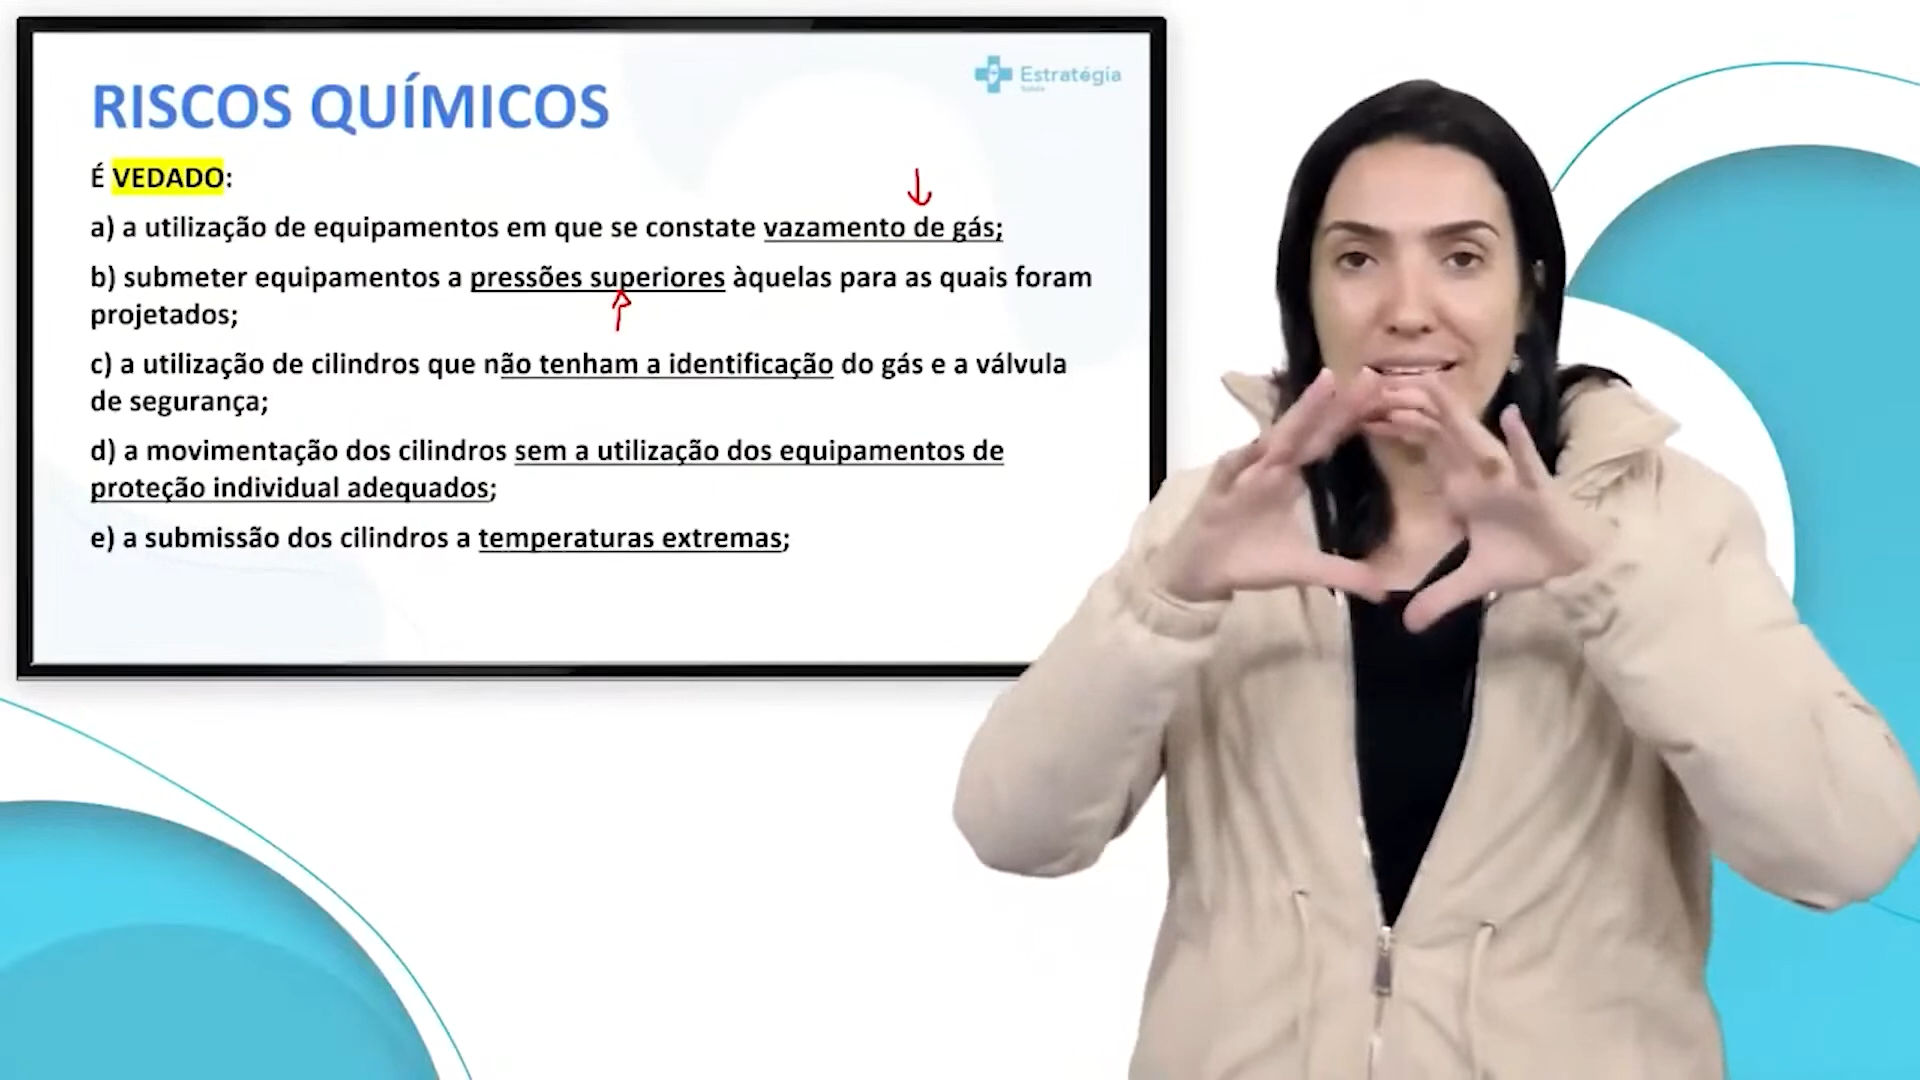 Estratégia
RISCOS QUÍMICOS
É VEDADO:
a) a utilização de equipamentos em que se constate vazamento de gás;
b) submeter equipamentos a pressões superiores àquelas para as quais foram
projetados;
c) a utilização de cilindros que não tenham a identificação do gás e a válvula
de segurança;
d) a movimentação dos cilindros sem a utilização dos equipamentos de
proteção individual adequados;
e) a submissão dos cilindros a temperaturas extremas;